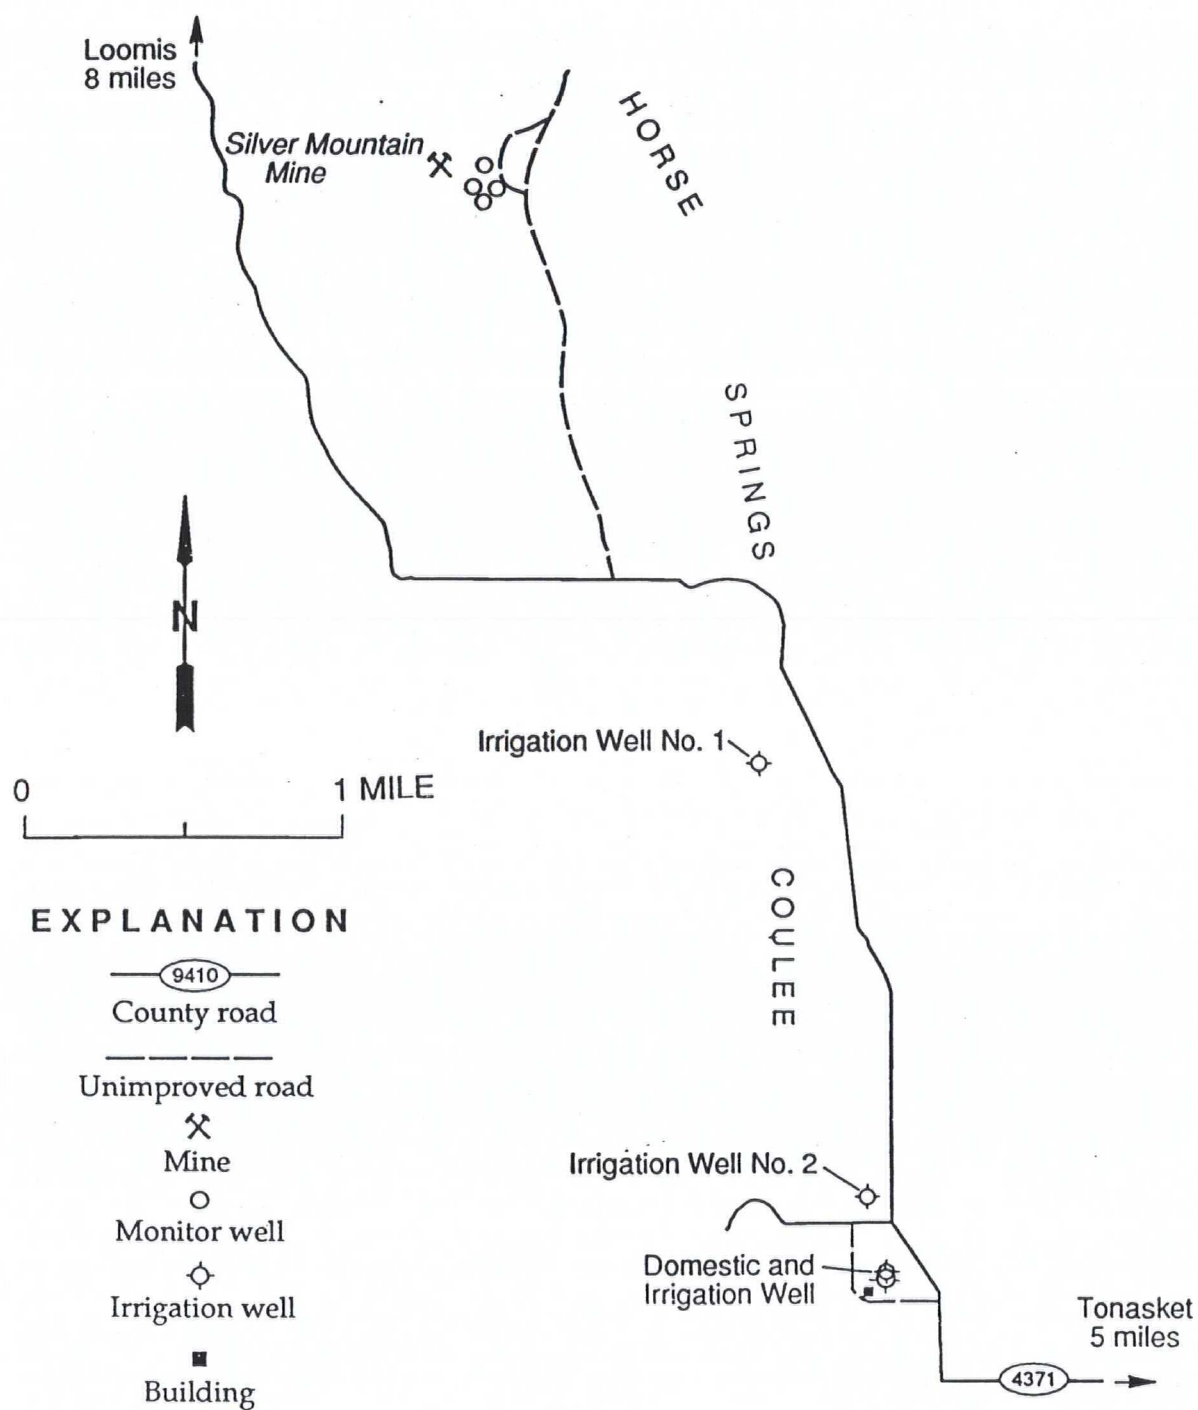 Loomis
8 miles
Silver Mountain
Mine
HORSE
SPRINGS
N
Irrigation Well No. 1
0 1 MILE
COULEE
EXPLANATION
9410
County road
Unimproved road
Mine
Monitor well
Irrigation well
Building
Irrigation Well No. 2
Domestic and
Irrigation Well
Tonasket
5 miles
4371